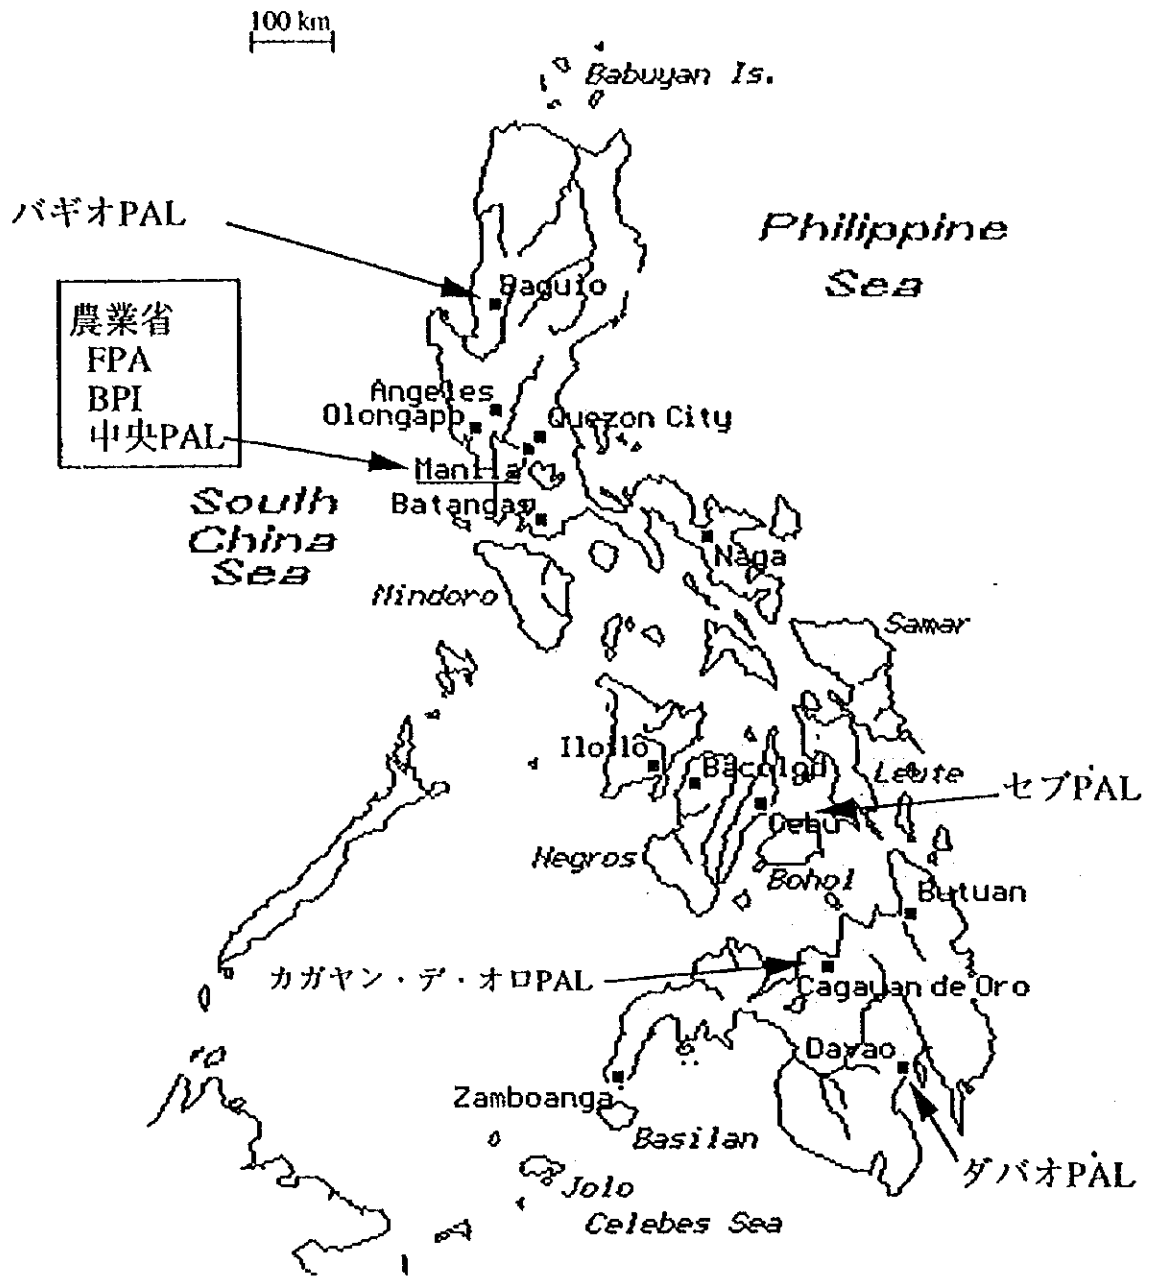 100 km
Babuyan Is.
バギオPAL
Philippine
Sea
Baguio
農業省
FPA
BPI
中央PAL
Angeles
Olongapo
Quezon City
Manila
Batangas
South
China
Sea
Naga
Mindoro
Samar
Iloilo
Bacolod
Leute
セブPAL
Cebu
Negros
Bohol
Butuan
カガヤン・デ・オロPAL
Cagayan de Oro
Davao
Zamboanga
Basilan
ダバオPAL
Jolo
Celebes Sea